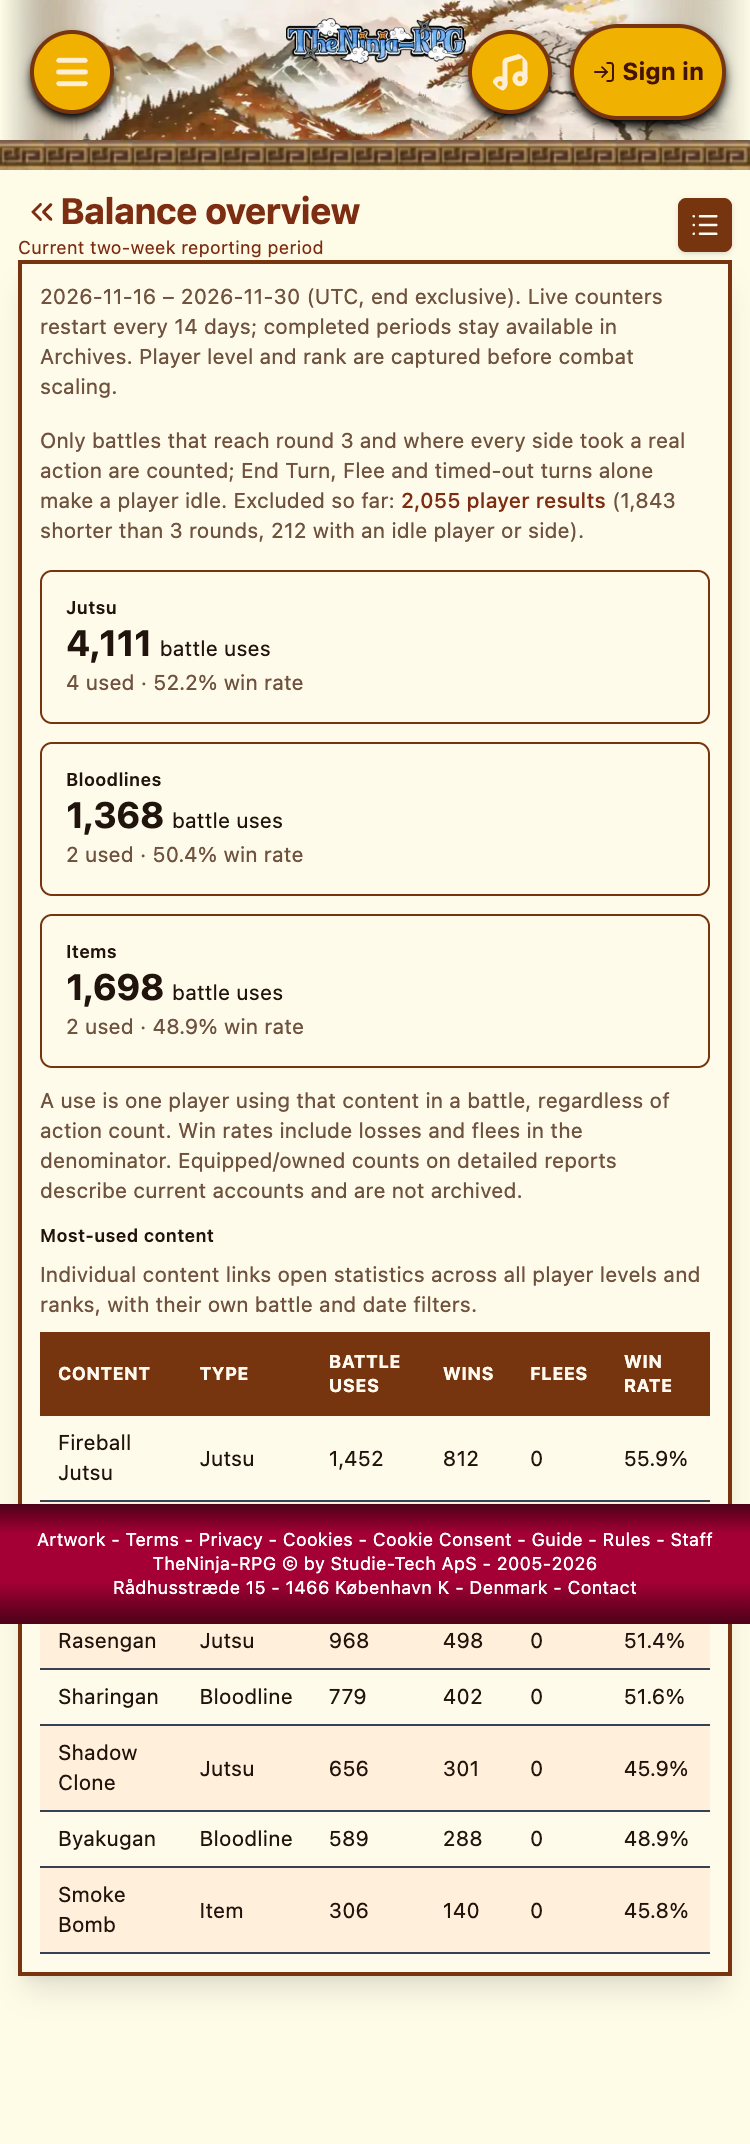 TheNinja-RPG
Sign in
Balance overview
Current two-week reporting period
2026-11-16 – 2026-11-30 (UTC, end exclusive). Live counters
restart every 14 days; completed periods stay available in
Archives. Player level and rank are captured before combat
scaling.
Only battles that reach round 3 and where every side took a real
action are counted; End Turn, Flee and timed-out turns alone
make a player idle. Excluded so far: 2,055 player results (1,843
shorter than 3 rounds, 212 with an idle player or side).
Jutsu
4,111 battle uses
4 used · 52.2% win rate
Bloodlines
1,368 battle uses
2 used · 50.4% win rate
Items
1,698 battle uses
2 used · 48.9% win rate
A use is one player using that content in a battle, regardless of
action count. Win rates include losses and flees in the
denominator. Equipped/owned counts on detailed reports
describe current accounts and are not archived.
Most-used content
Individual content links open statistics across all player levels and
ranks, with their own battle and date filters.
CONTENT TYPE BATTLE USES WINS FLEES WIN RATE
Fireball Jutsu Jutsu 1,452 812 0 55.9%
Artwork - Terms - Privacy - Cookies - Cookie Consent - Guide - Rules - Staff
TheNinja-RPG © by Studie-Tech ApS - 2005-2026
Rådhusstræde 15 - 1466 København K - Denmark - Contact
Rasengan Jutsu 968 498 0 51.4%
Sharingan Bloodline 779 402 0 51.6%
Shadow Clone Jutsu 656 301 0 45.9%
Byakugan Bloodline 589 288 0 48.9%
Smoke Bomb Item 306 140 0 45.8%